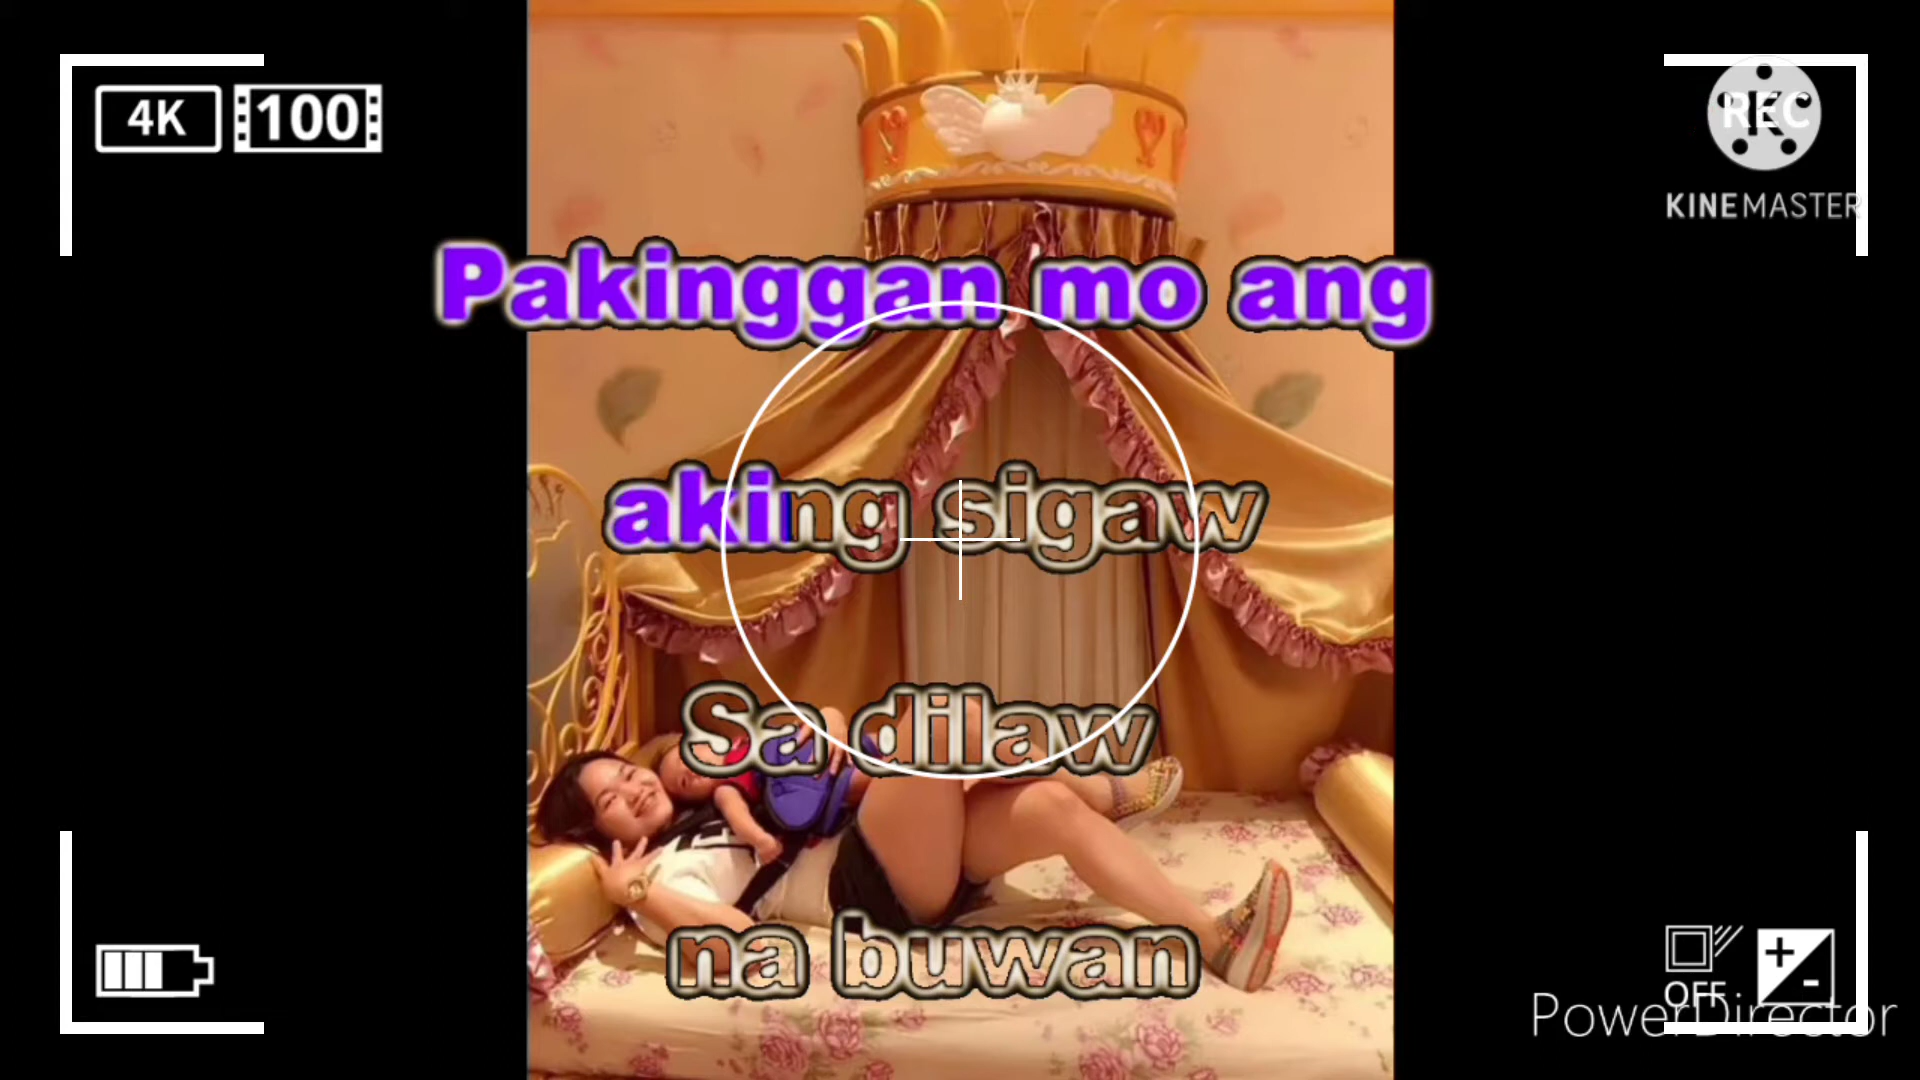 4K 100
REC
KINEMASTER
Pakinggan mo ang
aking sigaw
Sa dilaw
na buwan
OFF
PowerDirector